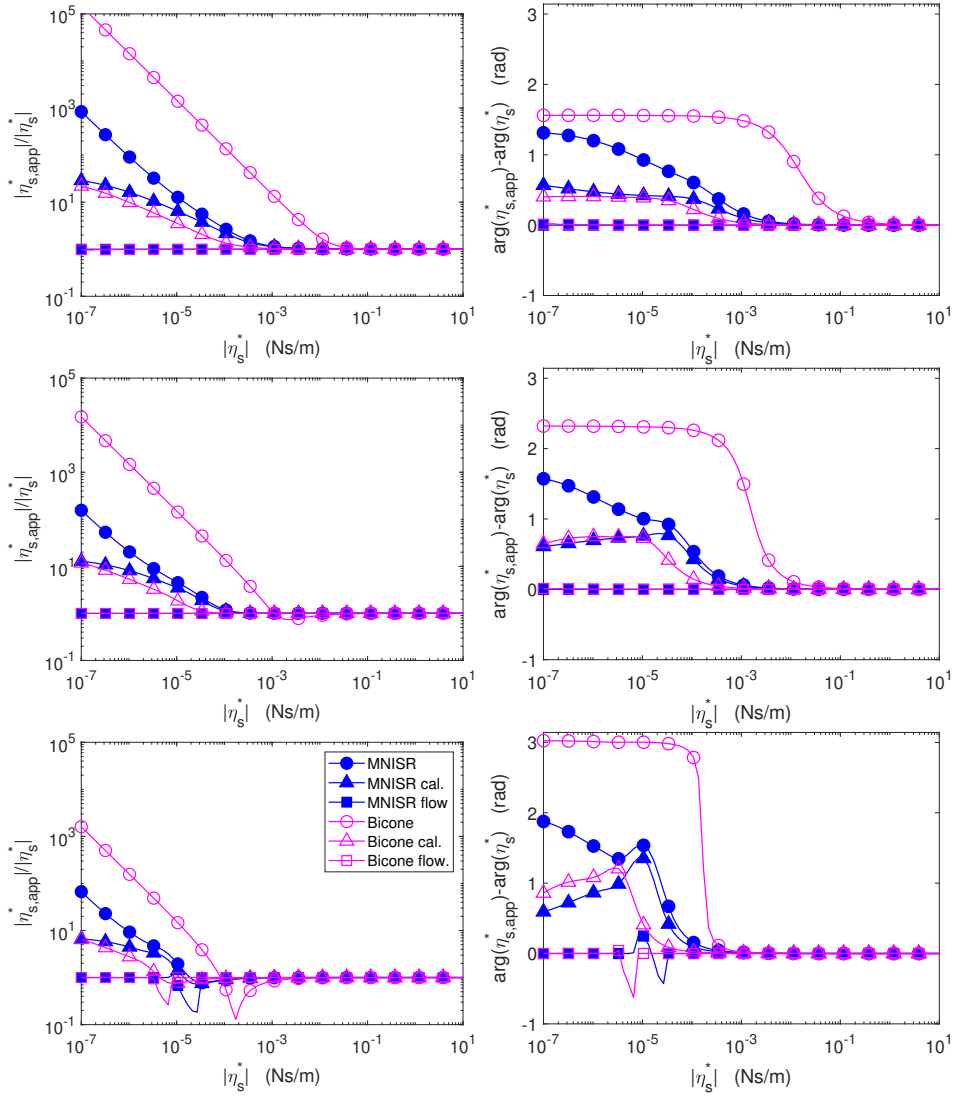 10^5
10^3
10^1
10^-1
|η*s,app|/|η*s|
10^-7 10^-5 10^-3 10^-1 10^1
|η*s| (Ns/m)
3
2
1
0
-1
arg(η*s,app)-arg(η*s) (rad)
10^-7 10^-5 10^-3 10^-1 10^1
|η*s| (Ns/m)
10^5
10^3
10^1
10^-1
|η*s,app|/|η*s|
10^-7 10^-5 10^-3 10^-1 10^1
|η*s| (Ns/m)
3
2
1
0
-1
arg(η*s,app)-arg(η*s) (rad)
10^-7 10^-5 10^-3 10^-1 10^1
|η*s| (Ns/m)
10^5
10^3
10^1
10^-1
|η*s,app|/|η*s|
MNISR
MNISR cal.
MNISR flow
Bicone
Bicone cal.
Bicone flow.
10^-7 10^-5 10^-3 10^-1 10^1
|η*s| (Ns/m)
3
2
1
0
-1
arg(η*s,app)-arg(η*s) (rad)
10^-7 10^-5 10^-3 10^-1 10^1
|η*s| (Ns/m)